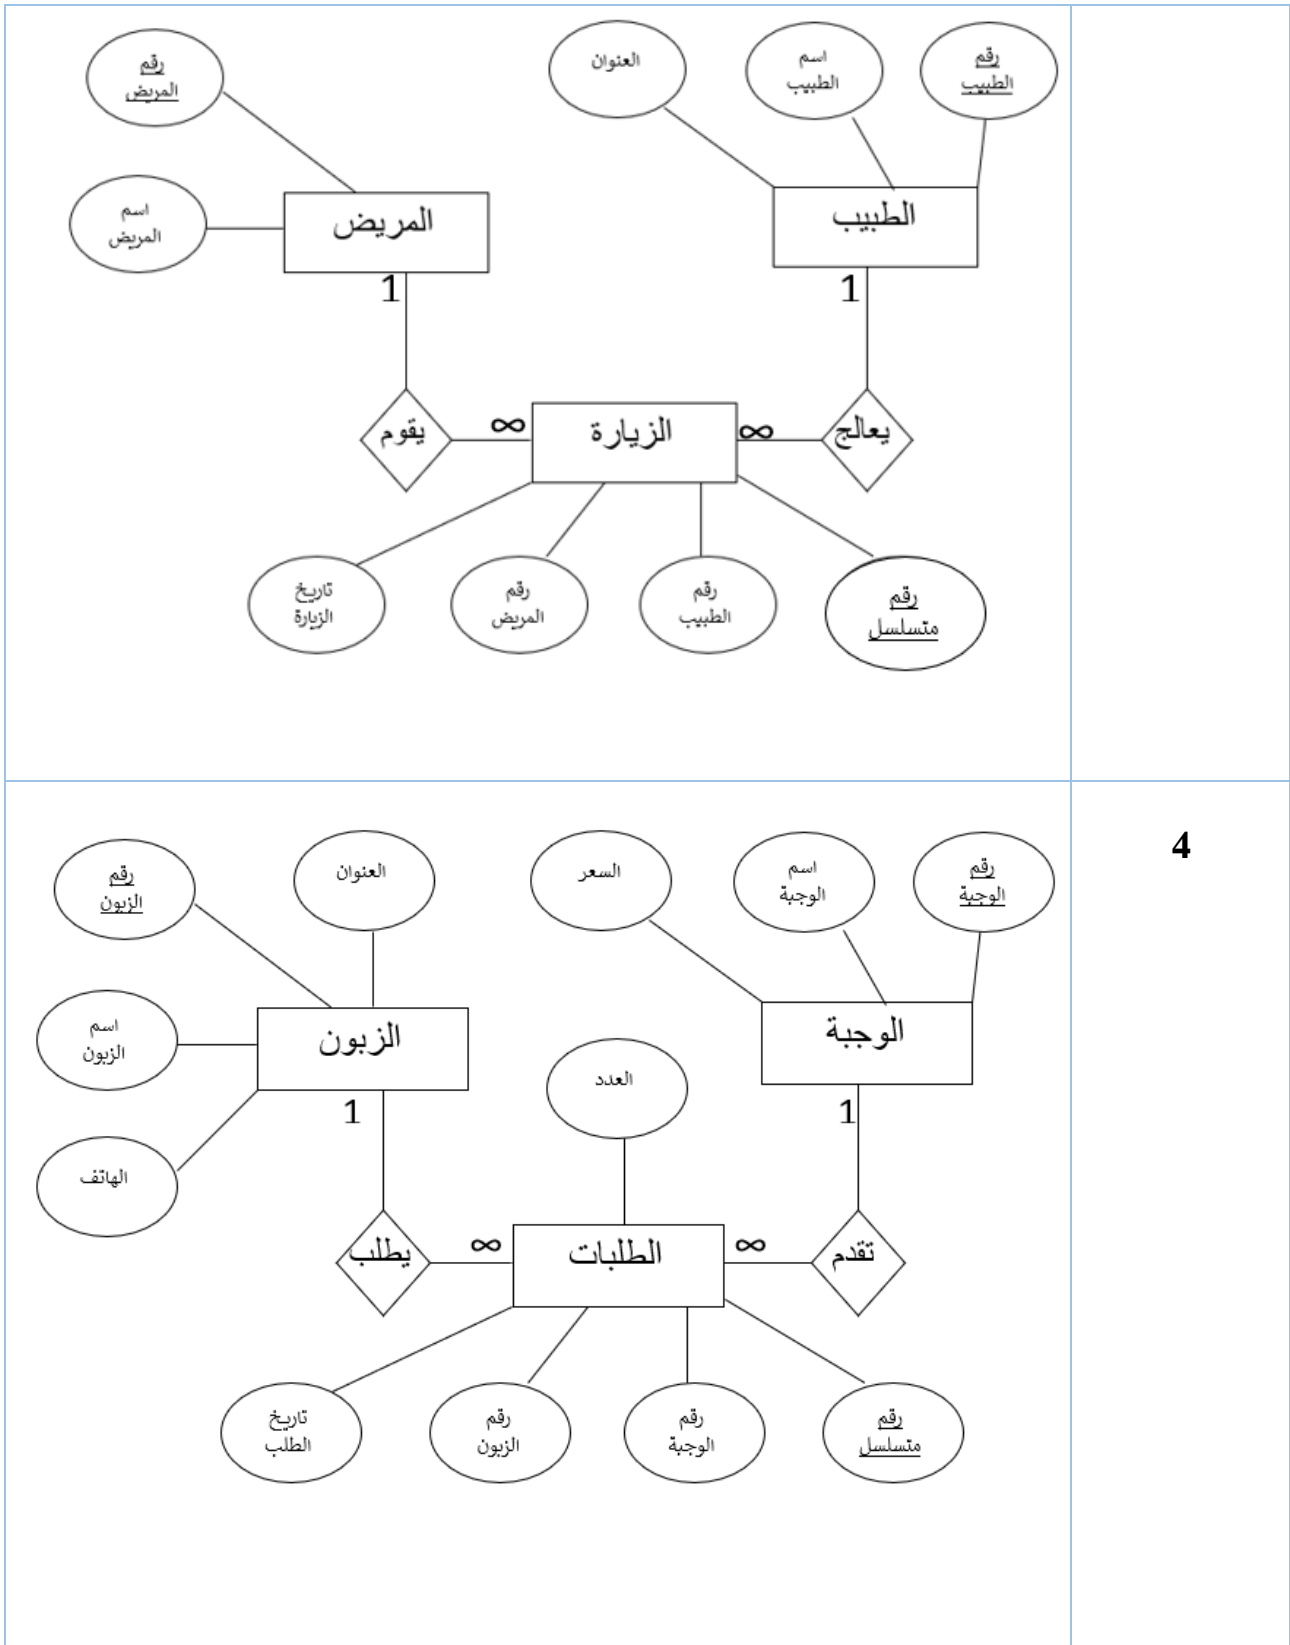 رقم
الطبيب
اسم
الطبيب
العنوان
رقم
المريض
اسم
المريض
الطبيب
المريض
1
1
يعالج
∞
الزيارة
∞
يقوم
رقم
متسلسل
رقم
الطبيب
رقم
المريض
تاريخ
الزيارة
4
رقم
الوجبة
اسم
الوجبة
السعر
العنوان
رقم
الزبون
اسم
الزبون
الهاتف
الوجبة
الزبون
العدد
1
1
تقدم
∞
الطلبات
∞
يطلب
رقم
متسلسل
رقم
الوجبة
رقم
الزبون
تاريخ
الطلب